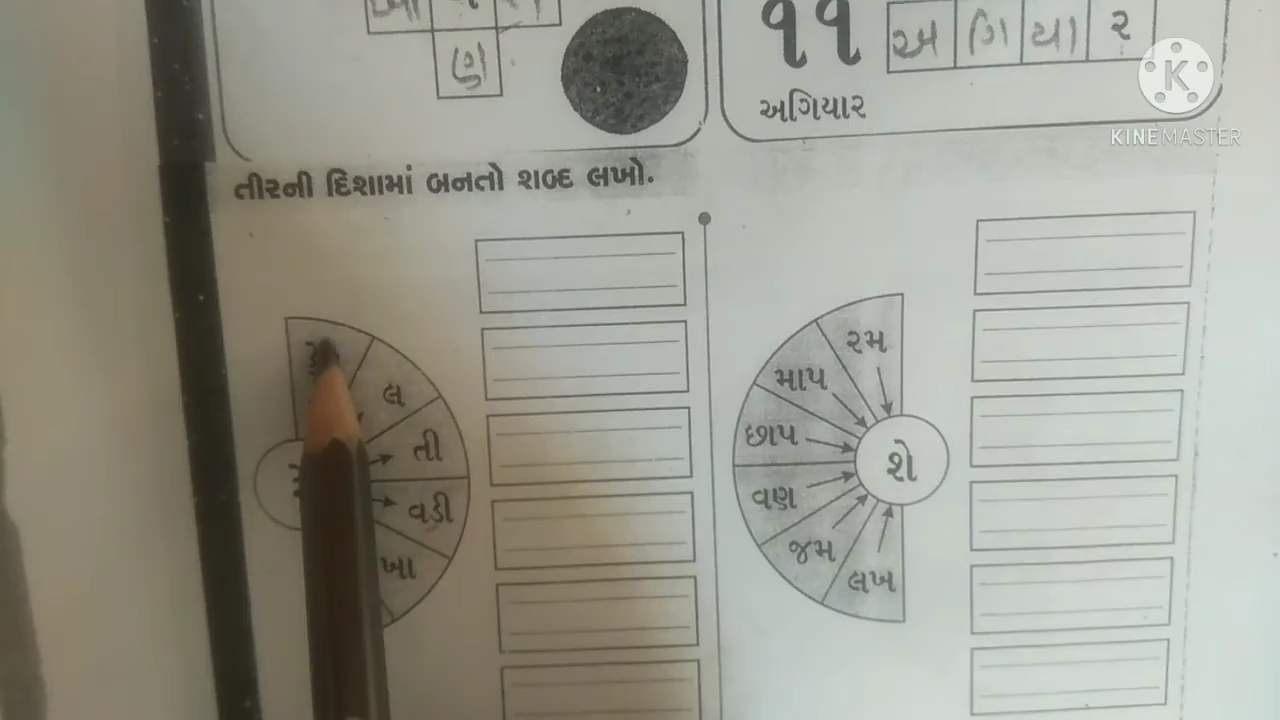 ૧૧
અ ગિ યા ર
ણ
અગિયાર
K
KINEMASTER
તીરની દિશામાં બનતો શબ્દ લખો.
લ
તી
વડી
ખા
રમ
માપ
છાપ
વણ
જમ
લખ
શે